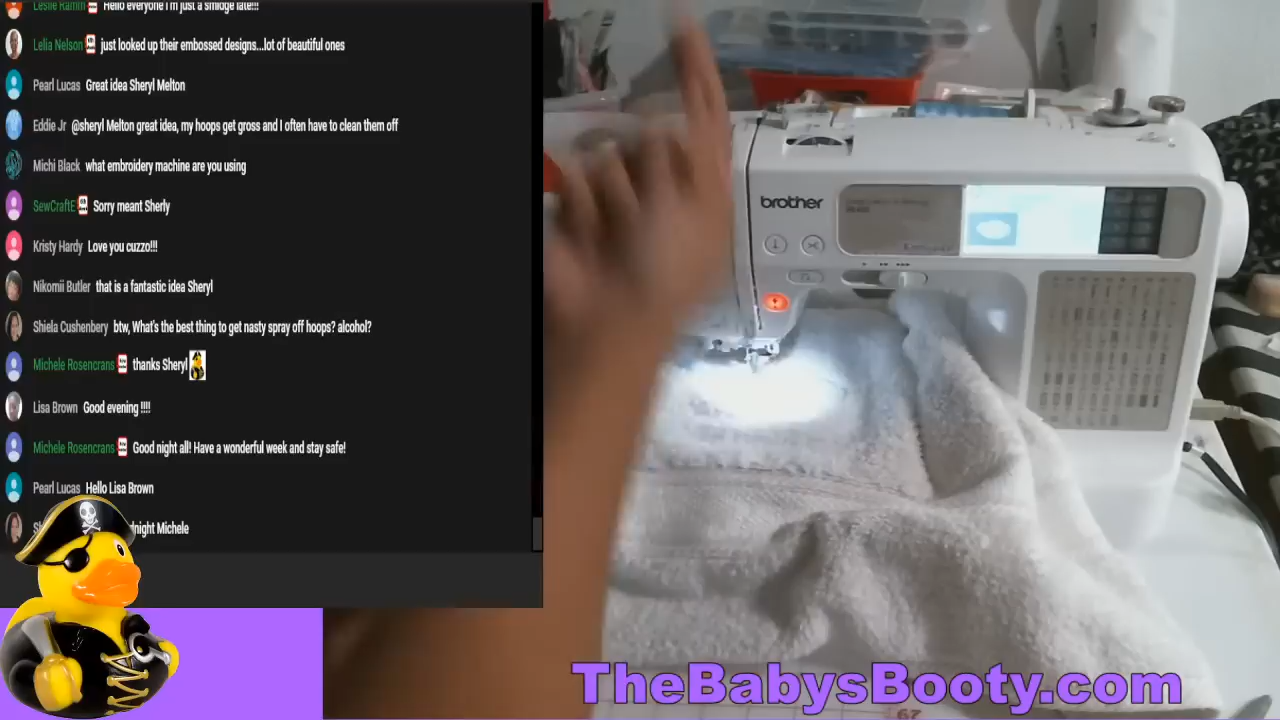 Leslie Ramm Hello everyone I'm just a smidge late!!!
Lelia Nelson just looked up their embossed designs...lot of beautiful ones
Pearl Lucas Great idea Sheryl Melton
Eddie Jr @sheryl Melton great idea, my hoops get gross and I often have to clean them off
Michi Black what embroidery machine are you using
SewCraftE Sorry meant Sherly
Kristy Hardy Love you cuzzo!!!
Nikomii Butler that is a fantastic idea Sheryl
Shiela Cushenbery btw, What's the best thing to get nasty spray off hoops? alcohol?
Michele Rosencrans thanks Sheryl
Lisa Brown Good evening !!!!
Michele Rosencrans Good night all! Have a wonderful week and stay safe!
Pearl Lucas Hello Lisa Brown
Michele
brother
TheBabysBooty.com
67